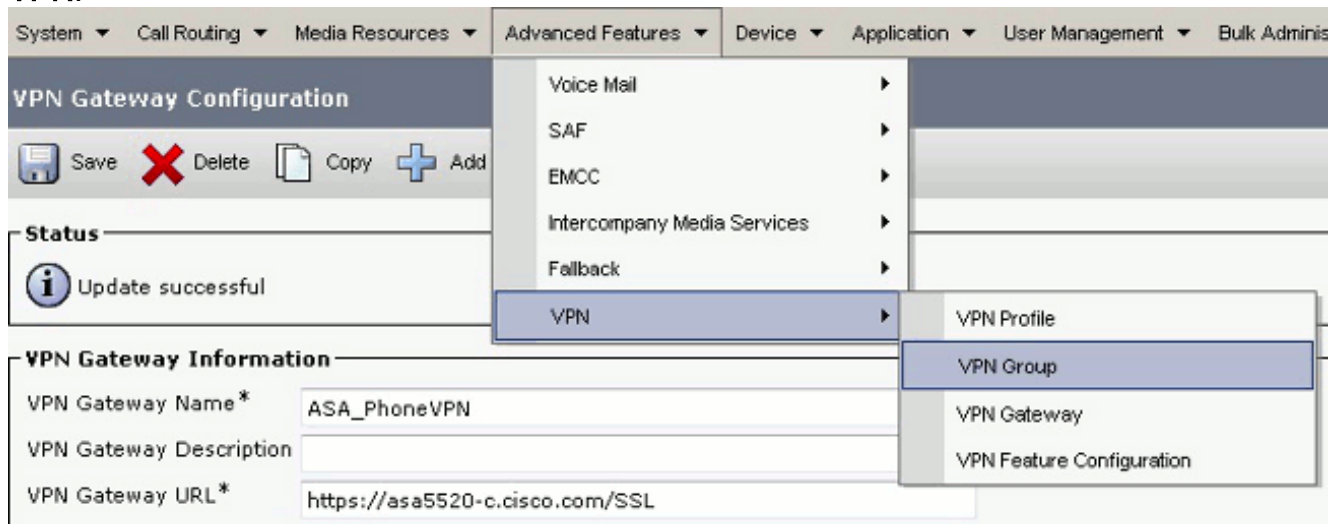 System Call Routing Media Resources Advanced Features Device Application User Management Bulk Adminis
VPN Gateway Configuration
Save Delete Copy Add
Status
Update successful
VPN Gateway Information
VPN Gateway Name* ASA_PhoneVPN
VPN Gateway Description
VPN Gateway URL* https://asa5520-c.cisco.com/SSL
Voice Mail
SAF
EMCC
Intercompany Media Services
Fallback
VPN
VPN Profile
VPN Group
VPN Gateway
VPN Feature Configuration